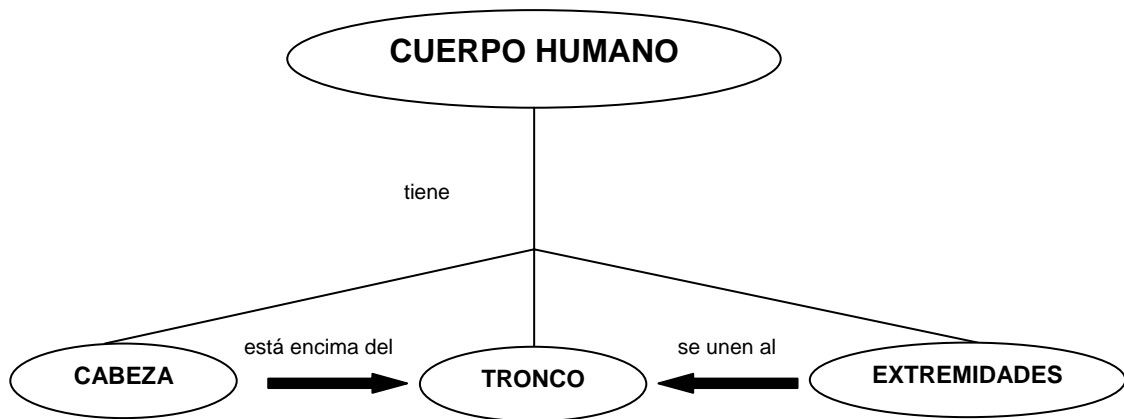 CUERPO HUMANO
tiene
está encima del
se unen al
CABEZA
TRONCO
EXTREMIDADES